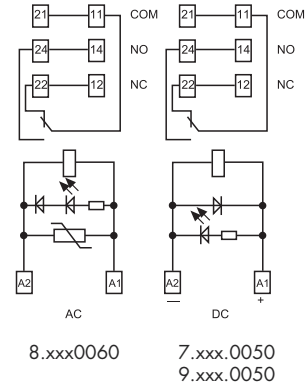 21 11 COM 21 11 COM
24 14 NO 24 14 NO
22 12 NC 22 12 NC
A2 A1 A2 A1
— +
AC DC
8.xxx0060 7.xxx.0050
9.xxx.0050